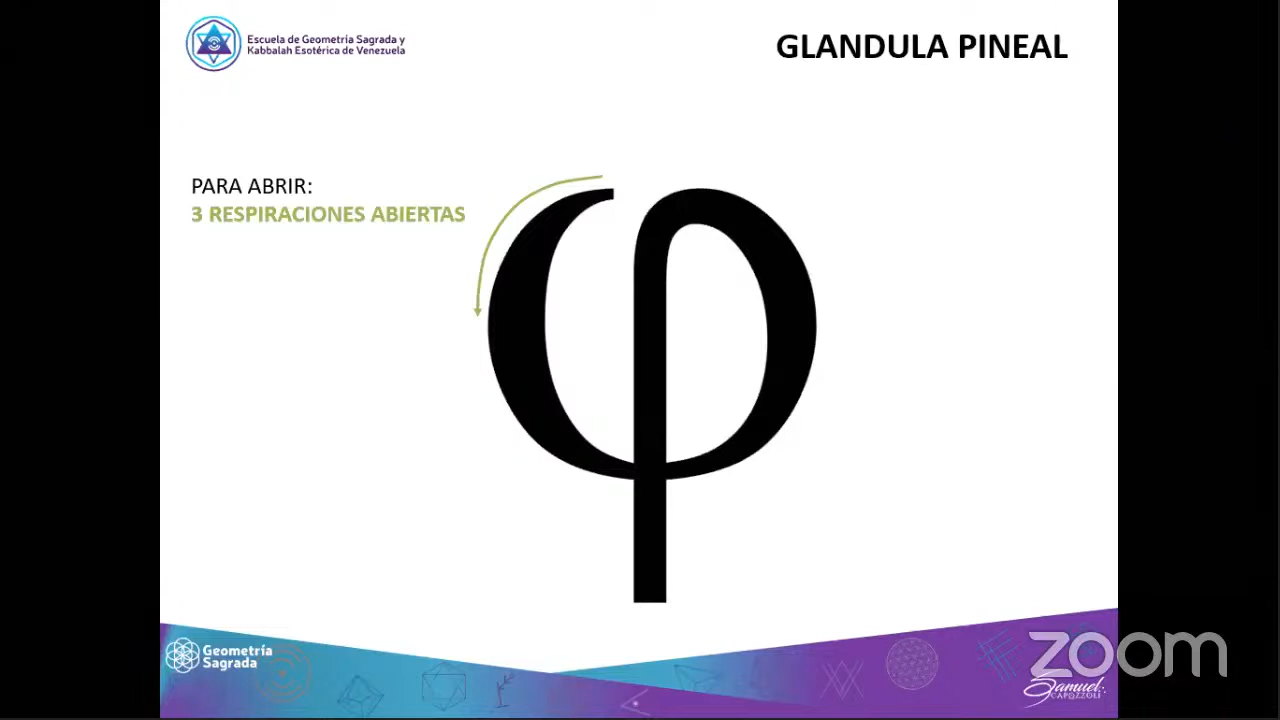 Escuela de Geometría Sagrada y
Kabbalah Esotérica de Venezuela
GLANDULA PINEAL
PARA ABRIR:
3 RESPIRACIONES ABIERTAS
φ
Geometría
Sagrada
zoom
Samuel
CAPOZZOLI